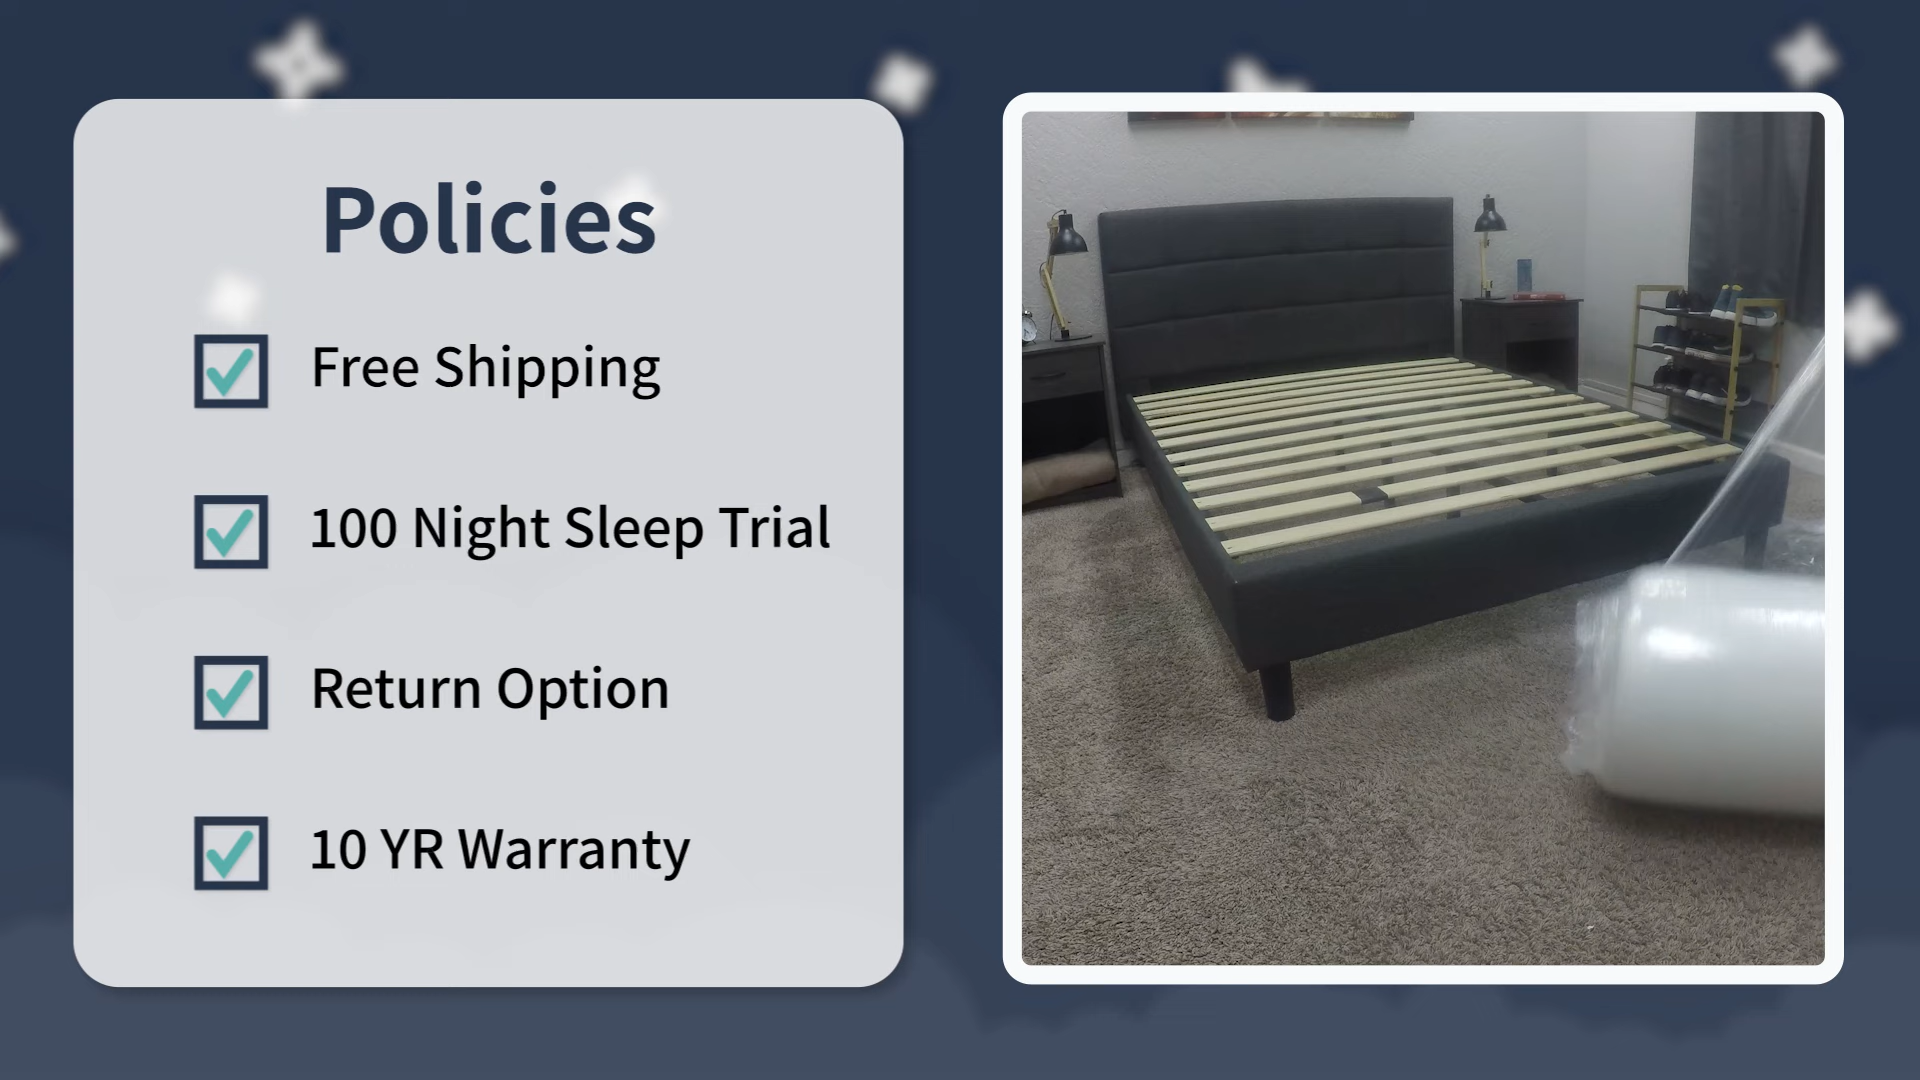 Policies
Free Shipping
100 Night Sleep Trial
Return Option
10 YR Warranty